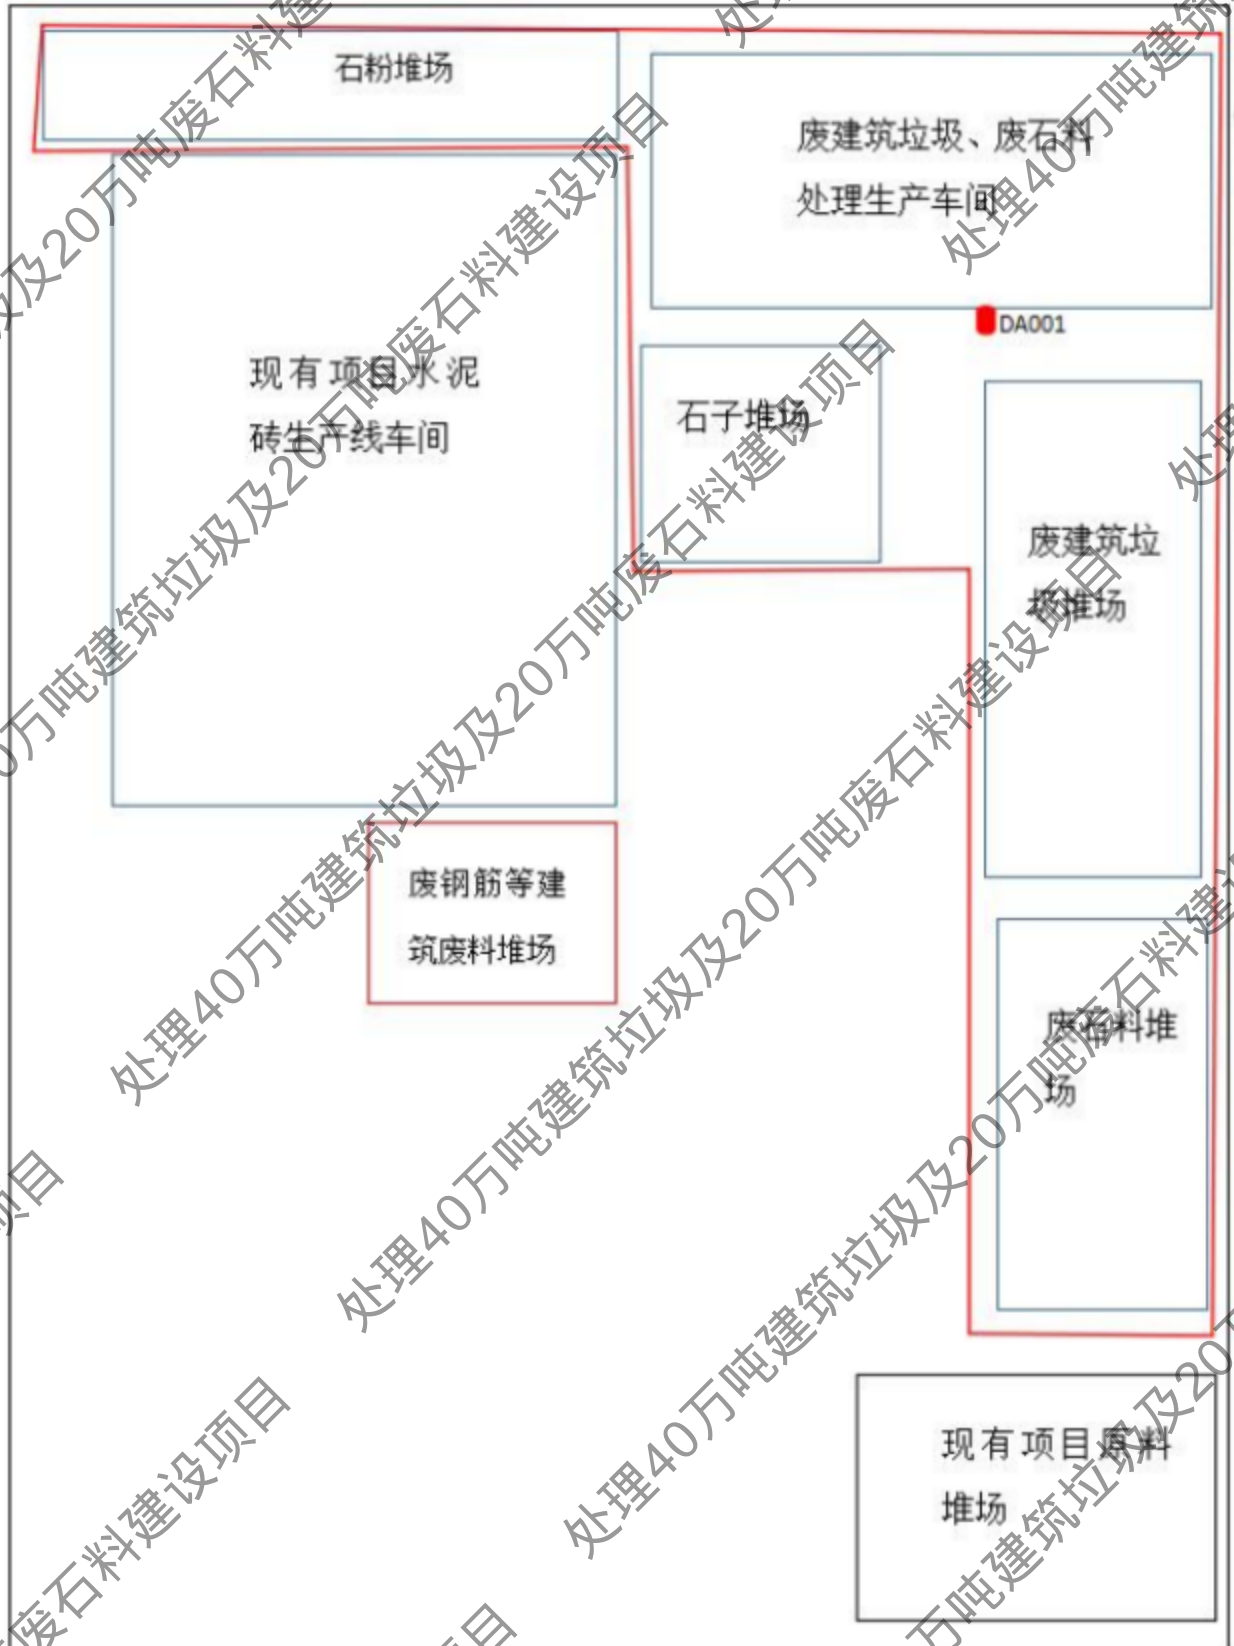 石粉堆场
废建筑垃圾、废石料
处理生产车间
DA001
现有项目水泥
砖生产线车间
石子堆场
废建筑垃
圾堆场
废钢筋等建
筑废料堆场
废石料堆
场
现有项目原料
堆场
处理40万吨建筑垃圾及20万吨废石料建设项目
处理40万吨建筑垃圾及20万吨废石料建设项目
处理40万吨建筑垃圾及20万吨废石料建设项目